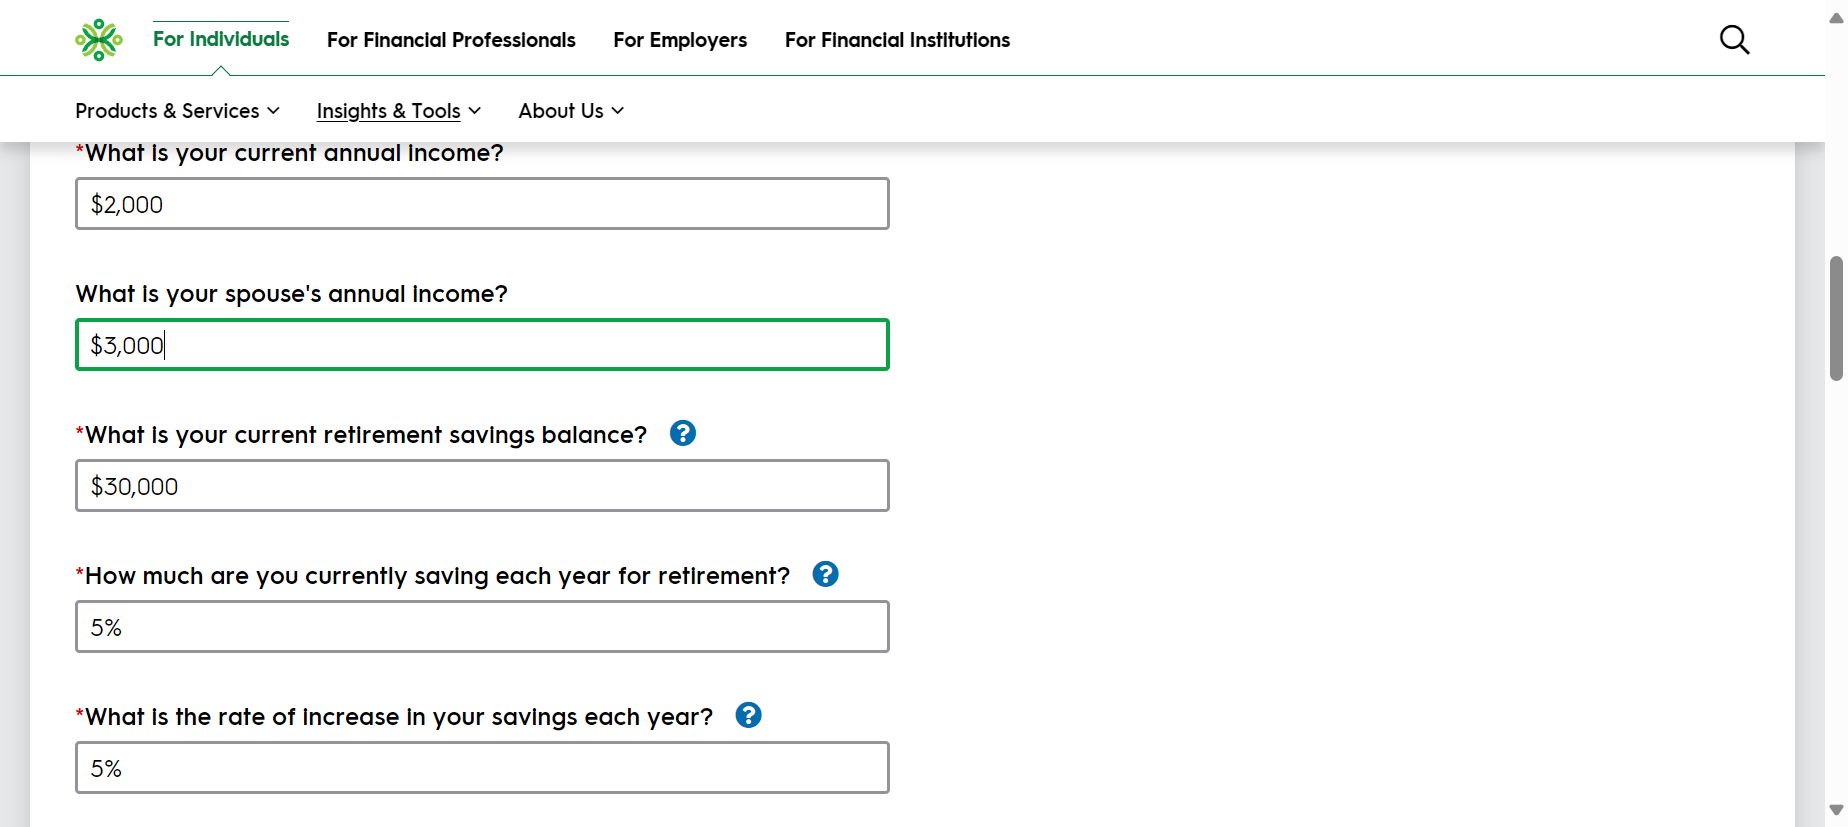 For Individuals For Financial Professionals For Employers For Financial Institutions
Products & Services Insights & Tools About Us
*What is your current annual income?
$2,000
What is your spouse's annual income?
$3,000
*What is your current retirement savings balance? ?
$30,000
*How much are you currently saving each year for retirement? ?
5%
*What is the rate of increase in your savings each year? ?
5%